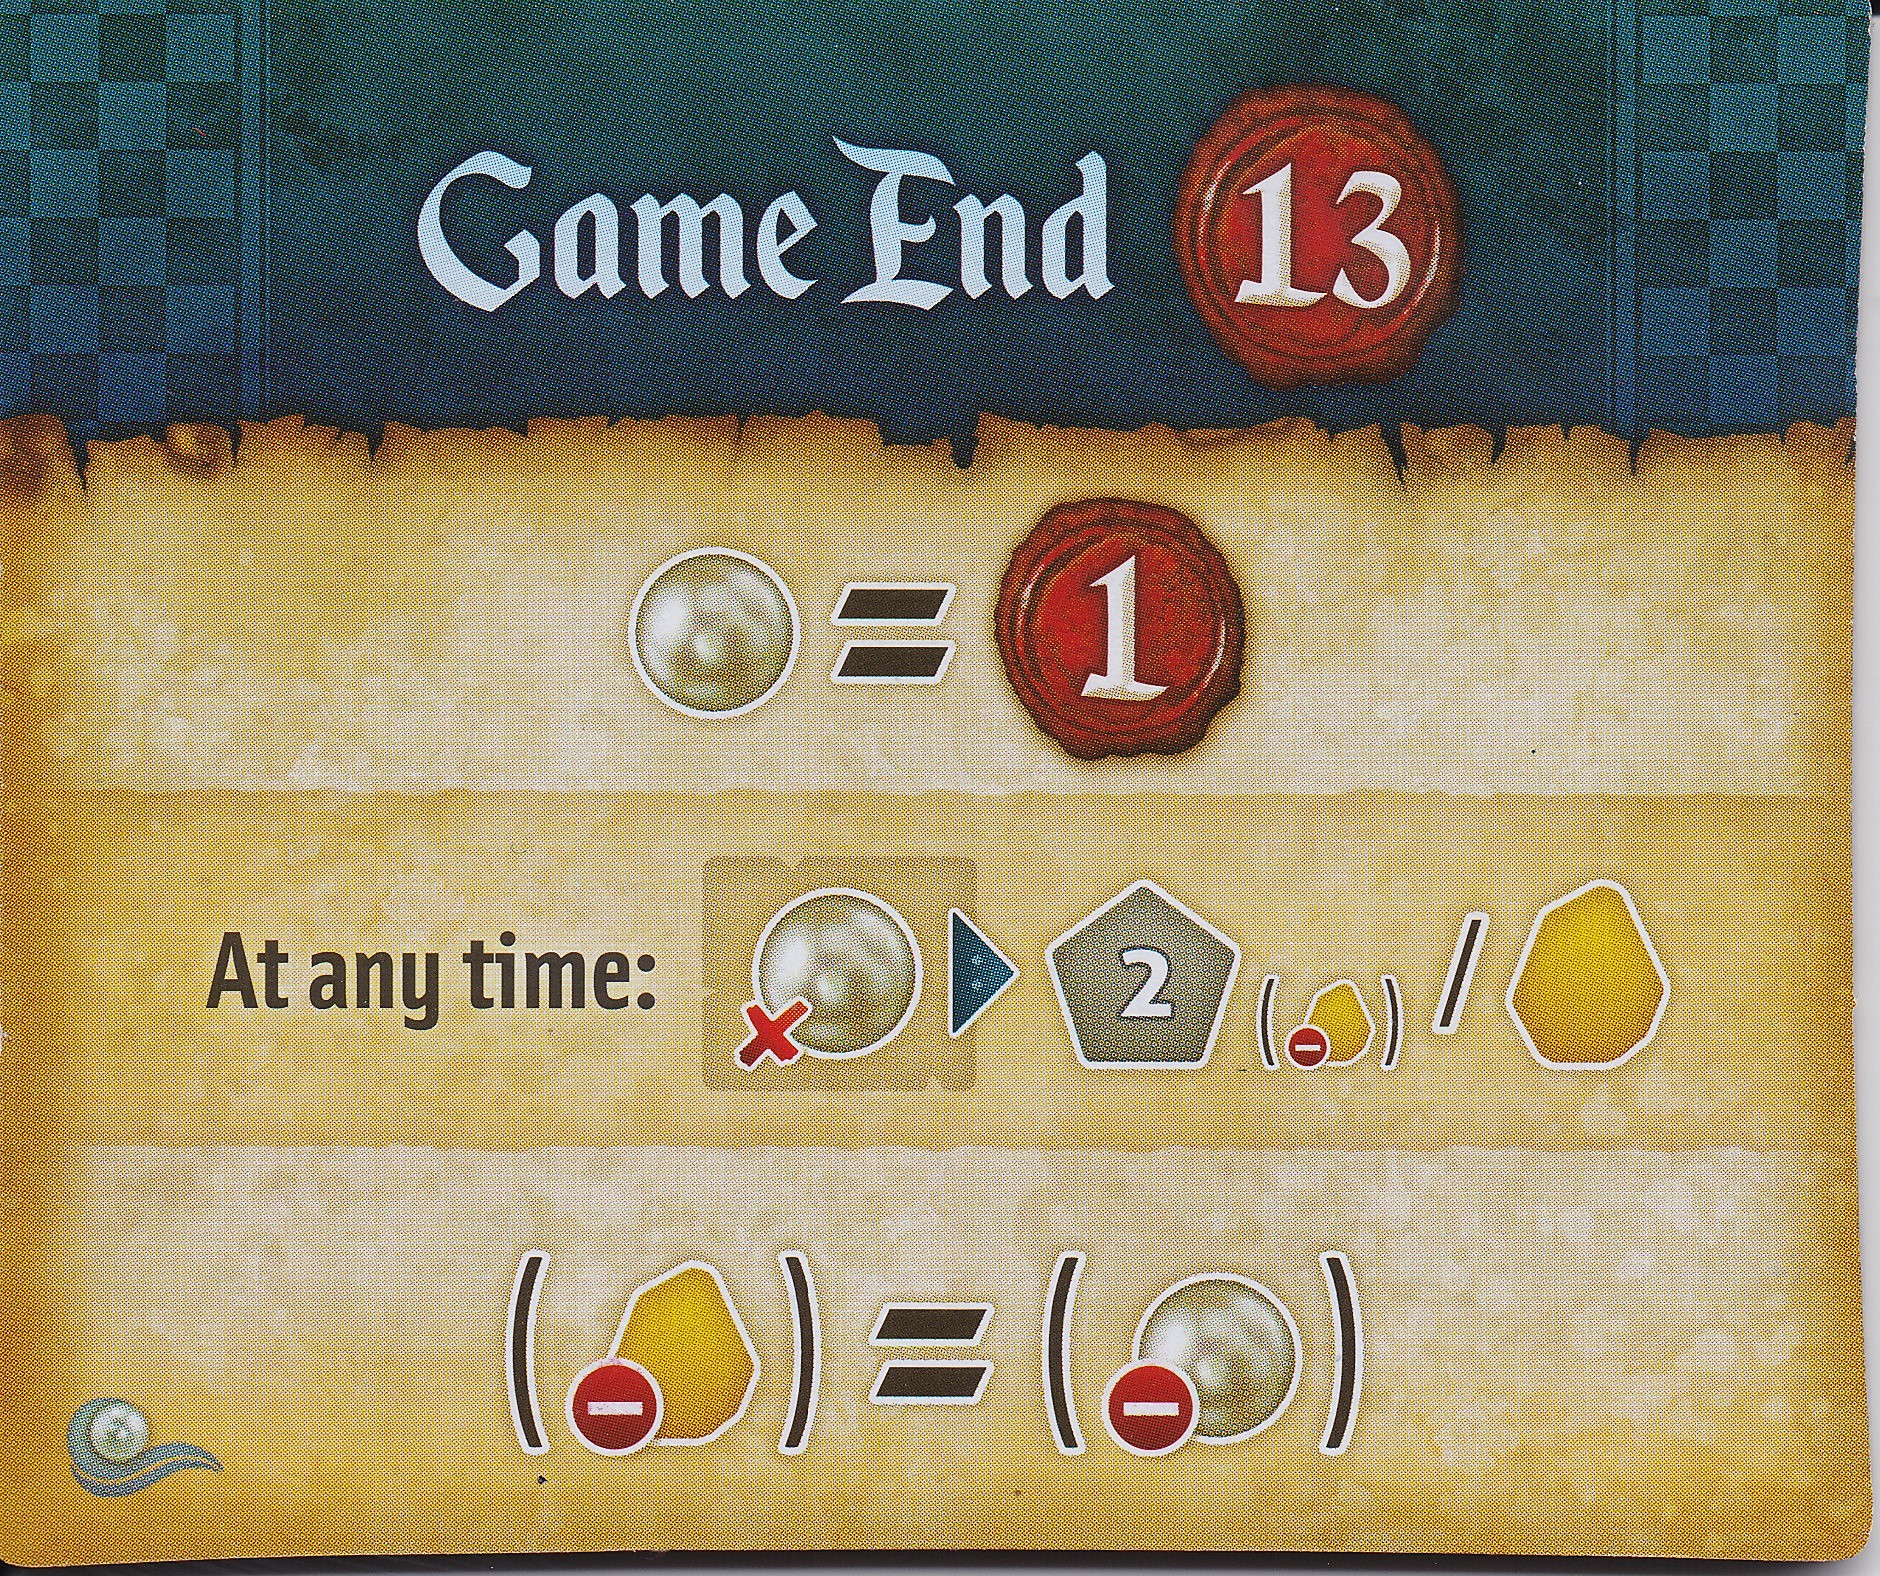 Game End 13
= 1
At any time: 2 ( ) /
( ) = ( )